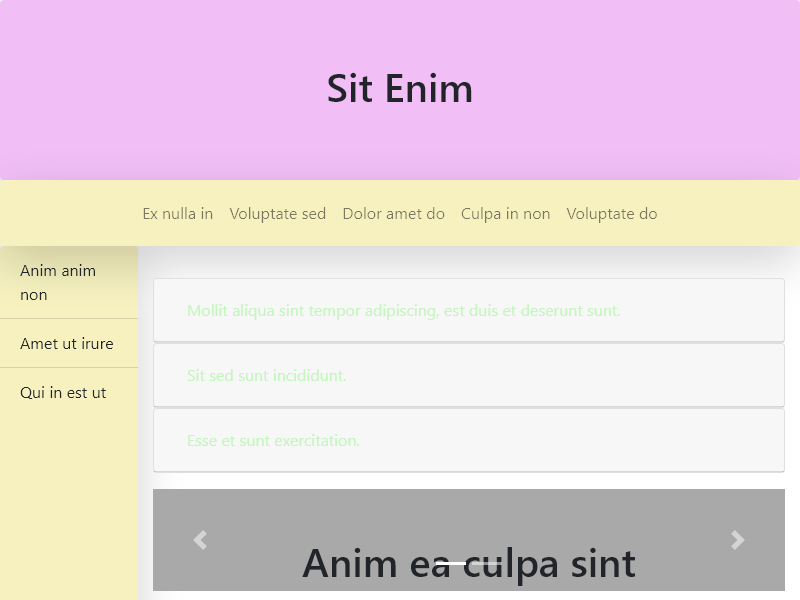 Sit Enim
Ex nulla in Voluptate sed Dolor amet do Culpa in non Voluptate do
Anim anim
non
Amet ut irure
Qui in est ut
Mollit aliqua sint tempor adipiscing, est duis et deserunt sunt.
Sit sed sunt incididunt.
Esse et sunt exercitation.
Anim ea culpa sint